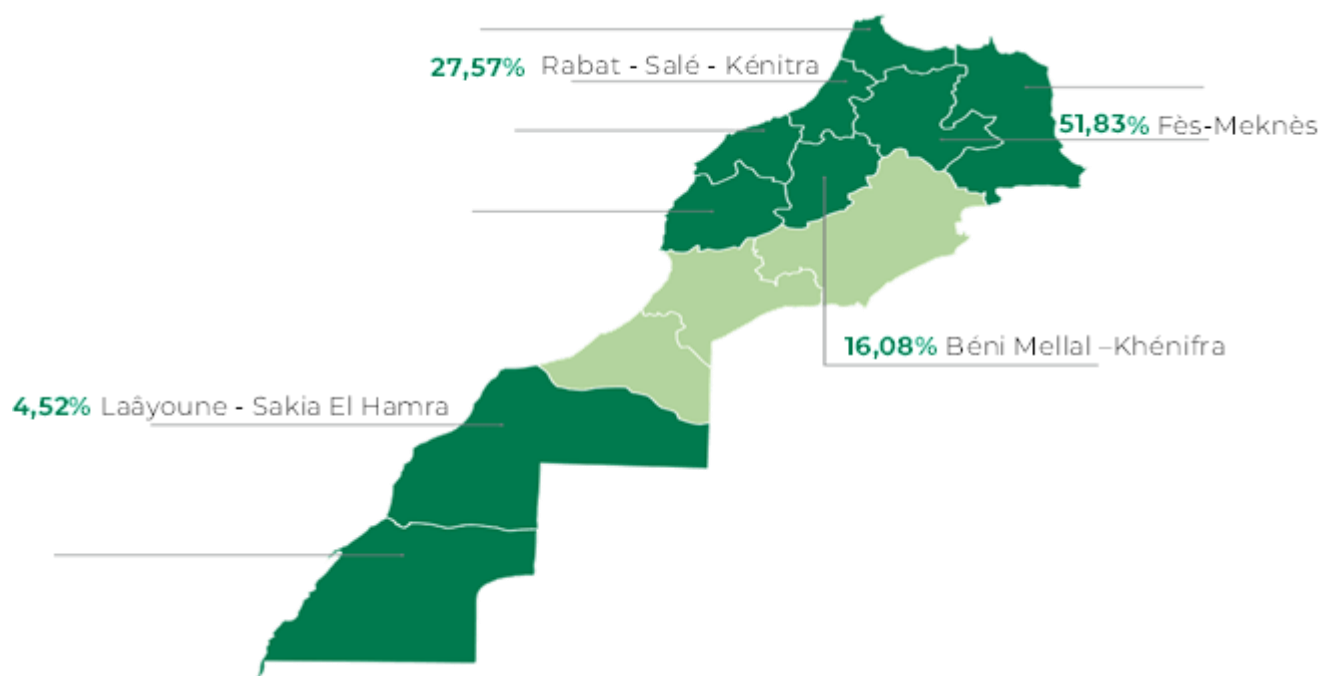 27,57% Rabat - Salé - Kénitra
51,83% Fès-Meknès
16,08% Béni Mellal –Khénifra
4,52% Laâyoune - Sakia El Hamra